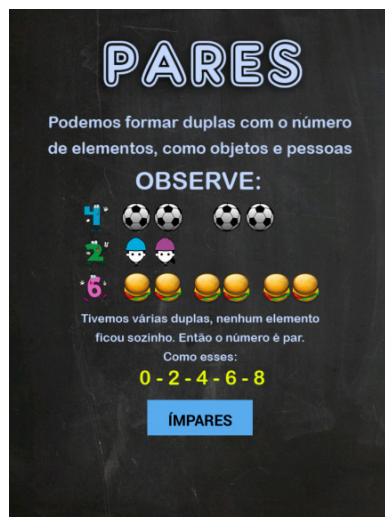 PARES
Podemos formar duplas com o número
de elementos, como objetos e pessoas
OBSERVE:
4
2
6
Tivemos várias duplas, nenhum elemento
ficou sozinho. Então o número é par.
Como esses:
0 - 2 - 4 - 6 - 8
ÍMPARES